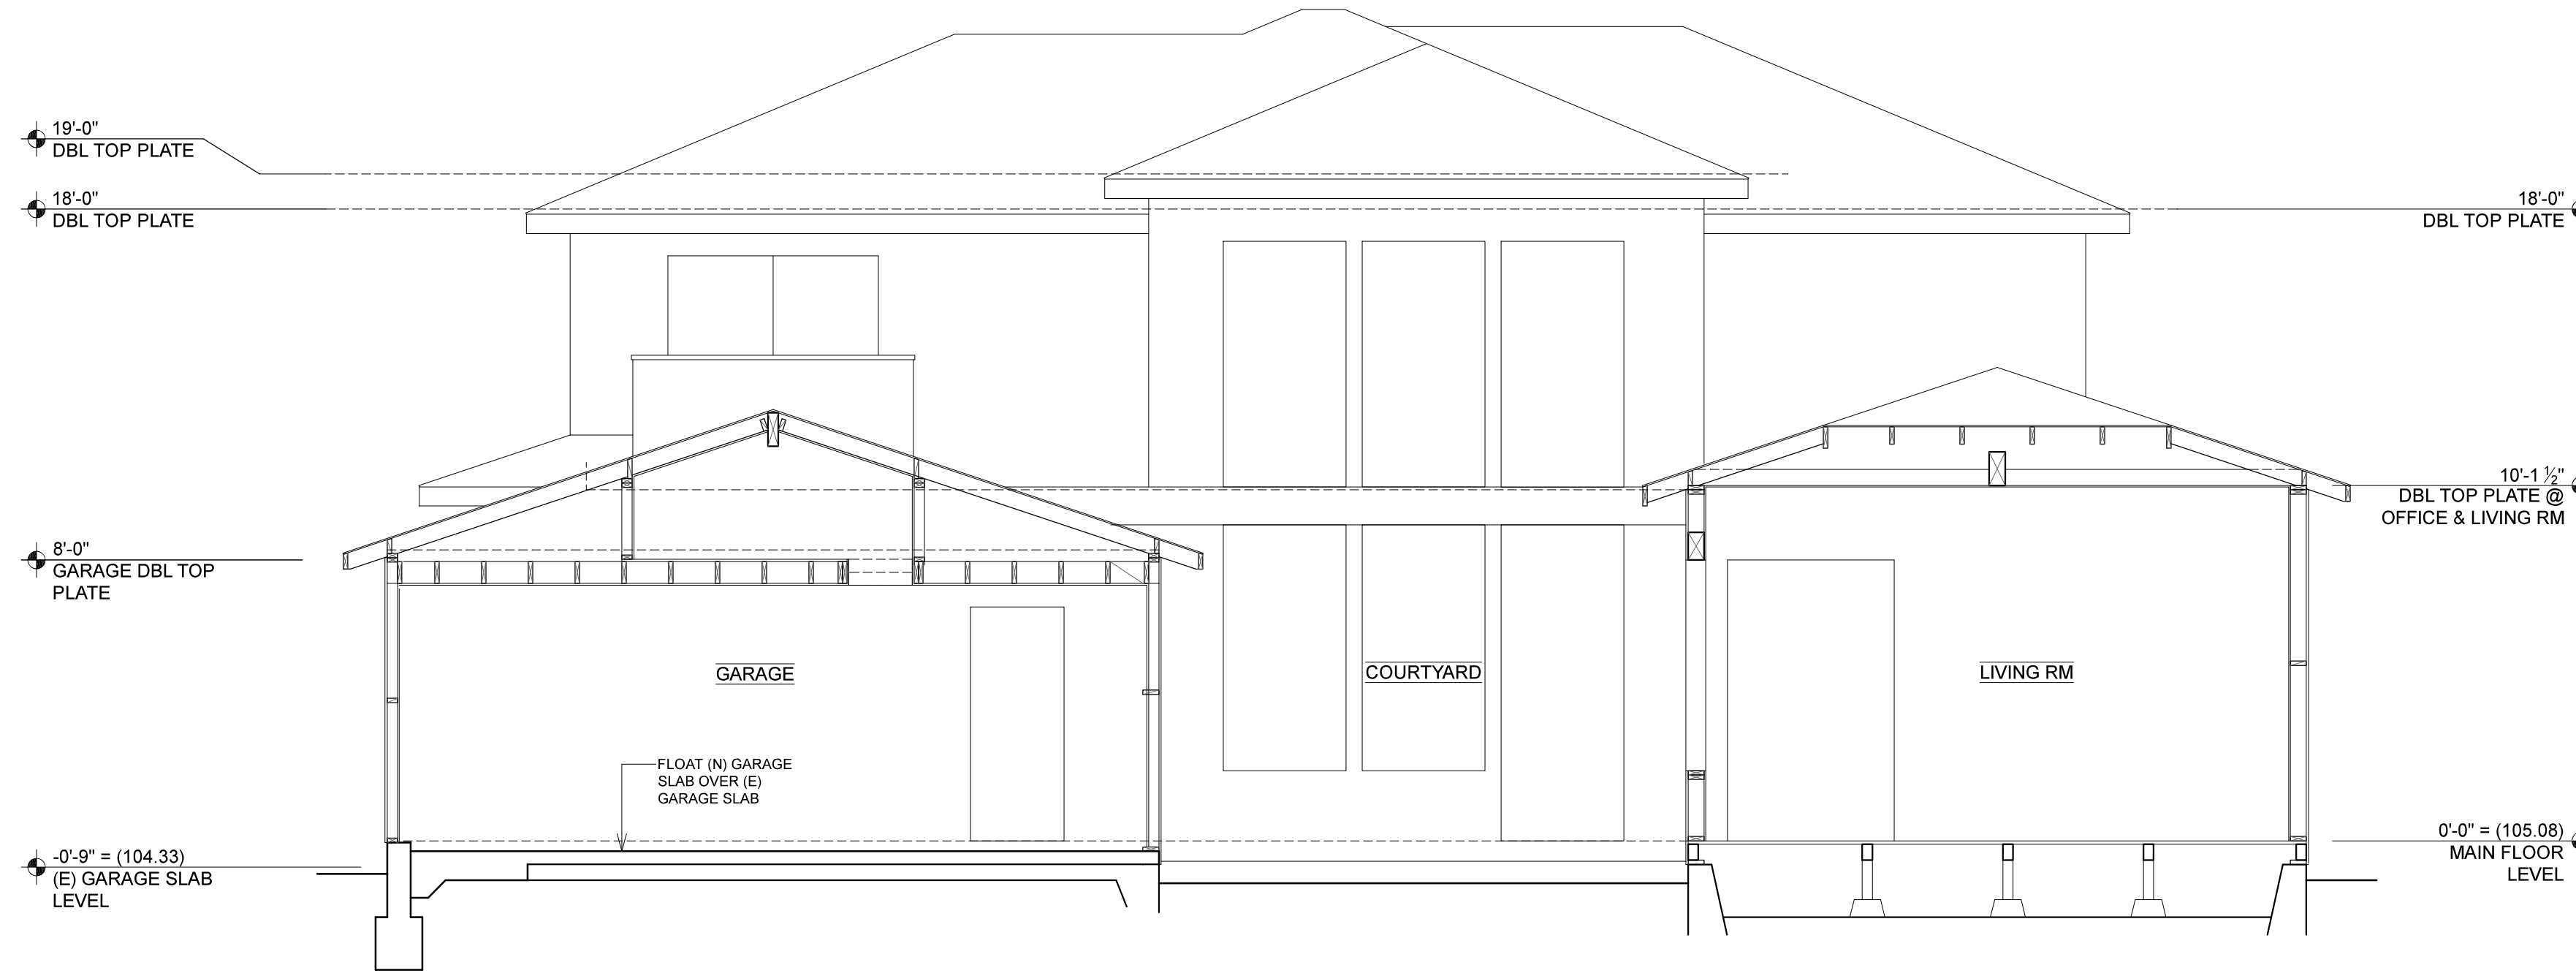 19'-0"
DBL TOP PLATE
18'-0"
DBL TOP PLATE
18'-0"
DBL TOP PLATE
10'-1 ½"
DBL TOP PLATE @
OFFICE & LIVING RM
8'-0"
GARAGE DBL TOP
PLATE
GARAGE
COURTYARD
LIVING RM
FLOAT (N) GARAGE
SLAB OVER (E)
GARAGE SLAB
-0'-9" = (104.33)
(E) GARAGE SLAB
LEVEL
0'-0" = (105.08)
MAIN FLOOR
LEVEL